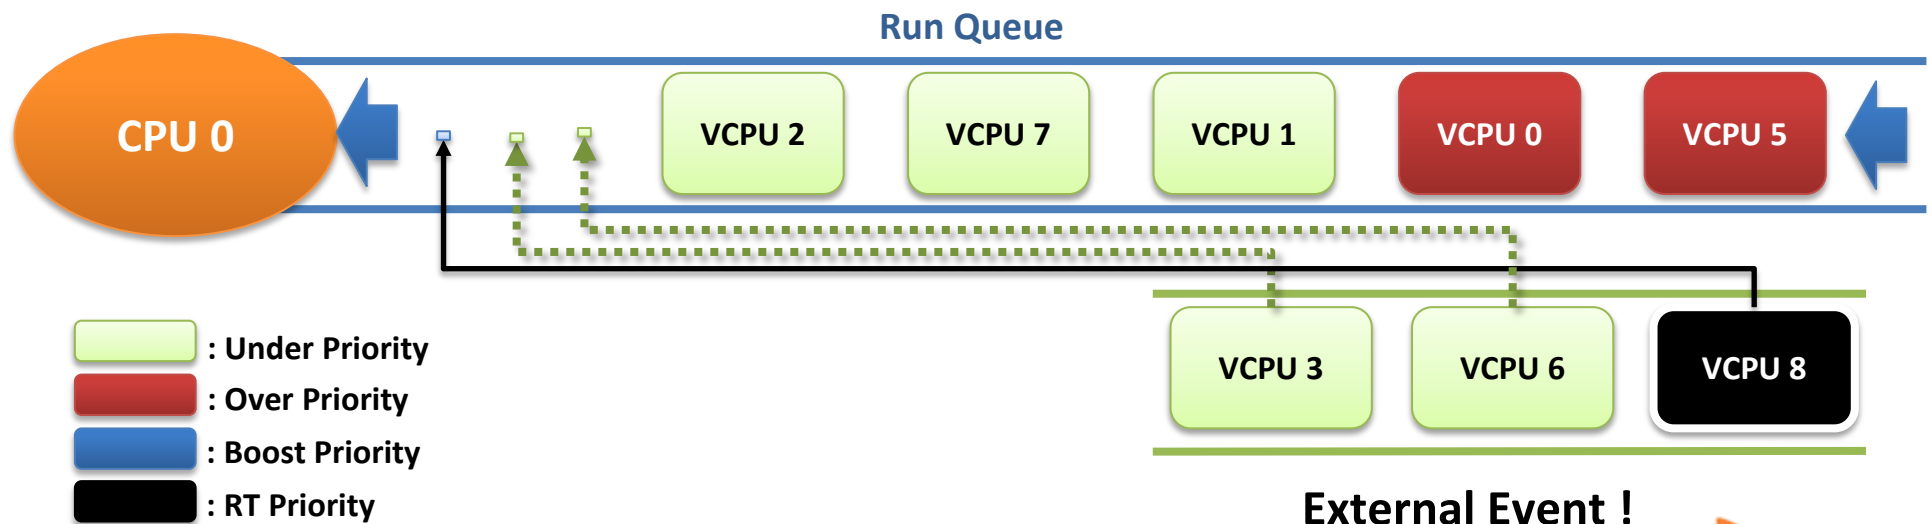 Run Queue
CPU 0
VCPU 2
VCPU 7
VCPU 1
VCPU 0
VCPU 5
VCPU 3
VCPU 6
VCPU 8
: Under Priority
: Over Priority
: Boost Priority
: RT Priority
External Event !